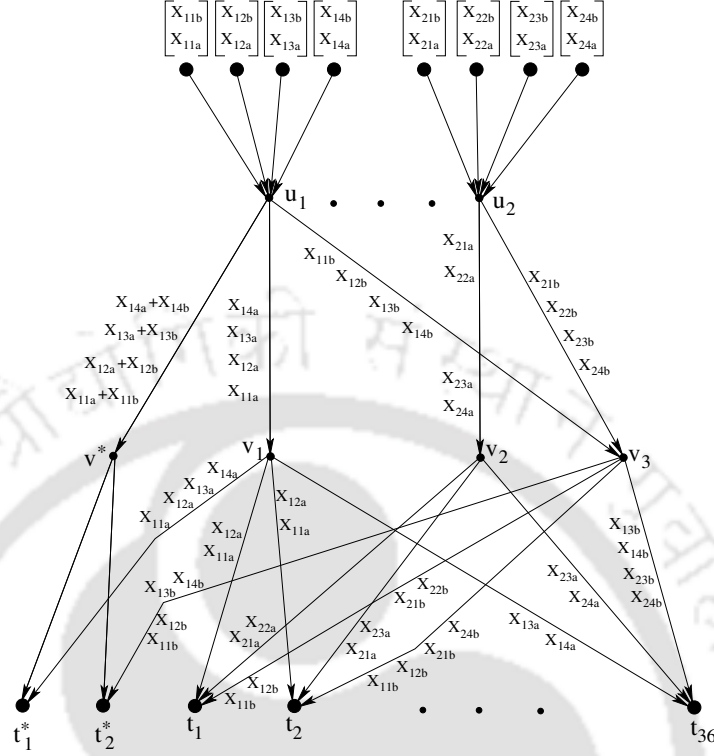 X11b X12b X13b X14b X21b X22b X23b X24b
X11a X12a X13a X14a X21a X22a X23a X24a
u1 u2
X21a
X22a
X11b
X12b
X13b
X14b
X21b
X22b
X23b
X24b
X14a+X14b
X13a+X13b
X12a+X12b
X11a+X11b
X14a
X13a
X12a
X11a
X23a
X24a
v* v1 v2 v3
X14a
X13a
X12a
X11a
X12a
X11a
X12a
X11a
X13b
X14b
X23b
X24b
X13b X14b
X12b
X11b
X22a
X21a
X23a
X21a
X22b
X21b
X24b
X21b
X12b
X11b
X23a
X24a
X13a
X14a
X12b
X11b
t1* t2* t1 t2 t36